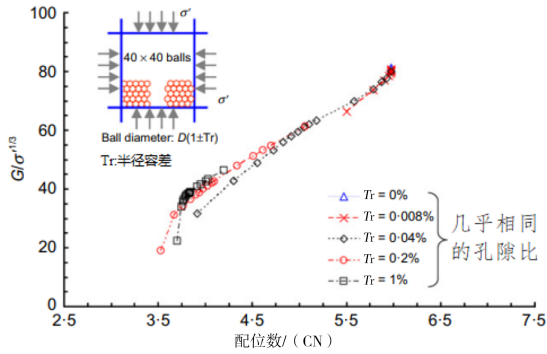 G/σ′¹ᐟ³
100
80
60
40
20
0
2·5
3·5
4·5
5·5
6·5
7·5
配位数/（CN）
σ′
40 × 40 balls
σ′
Ball diameter: D(1±Tr)
Tr:半径容差
Tr = 0%
Tr = 0·008%
Tr = 0·04%
Tr = 0·2%
Tr = 1%
几乎相同
的孔隙比